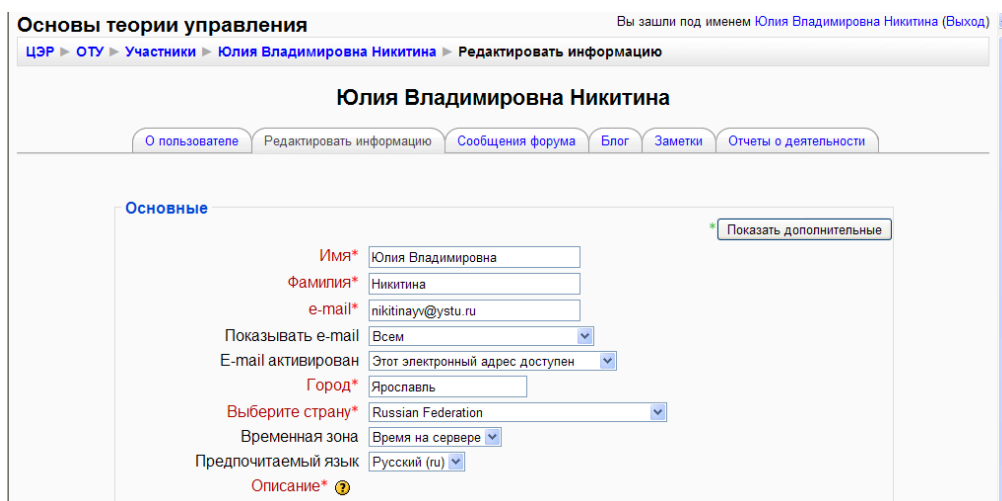 Основы теории управления
Вы зашли под именем Юлия Владимировна Никитина (Выход)
ЦЭР ► ОТУ ► Участники ► Юлия Владимировна Никитина ► Редактировать информацию
Юлия Владимировна Никитина
О пользователе Редактировать информацию Сообщения форума Блог Заметки Отчеты о деятельности
Основные
* Показать дополнительные
Имя* Юлия Владимировна
Фамилия* Никитина
e-mail* nikitinayv@ystu.ru
Показывать e-mail Всем
E-mail активирован Этот электронный адрес доступен
Город* Ярославль
Выберите страну* Russian Federation
Временная зона Время на сервере
Предпочитаемый язык Русский (ru)
Описание* ?